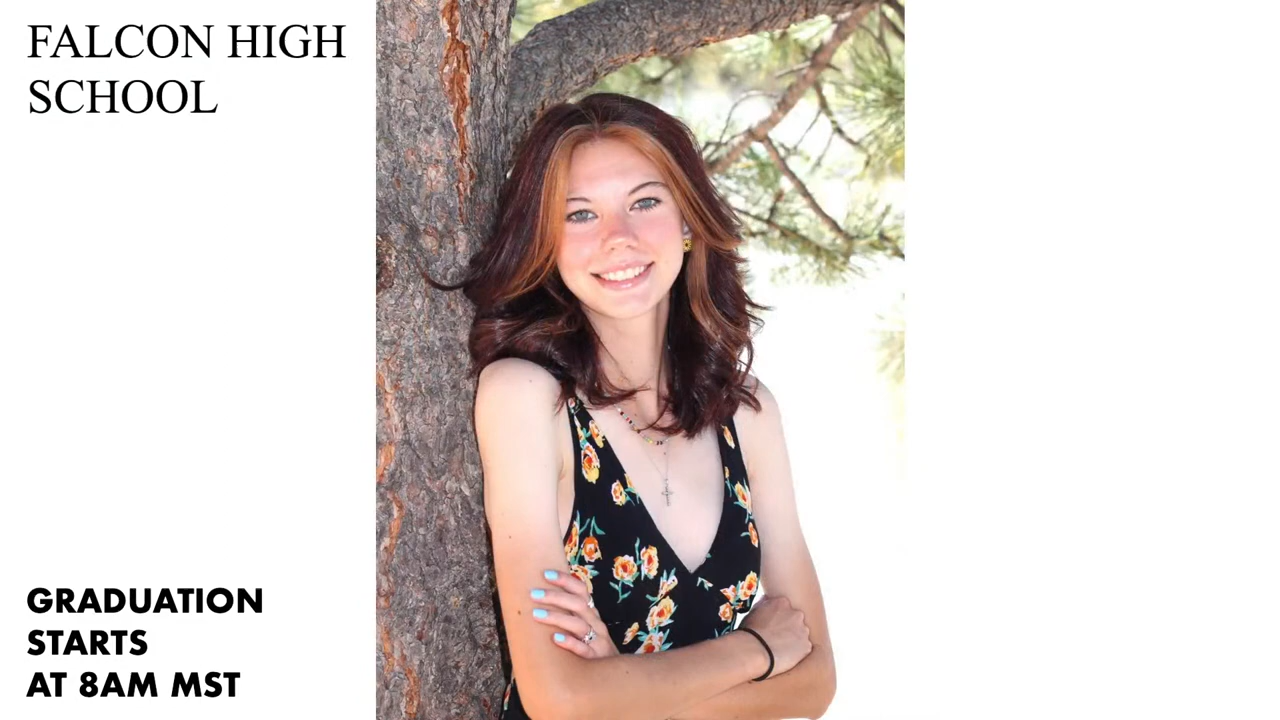 FALCON HIGH
SCHOOL
GRADUATION
STARTS
AT 8AM MST